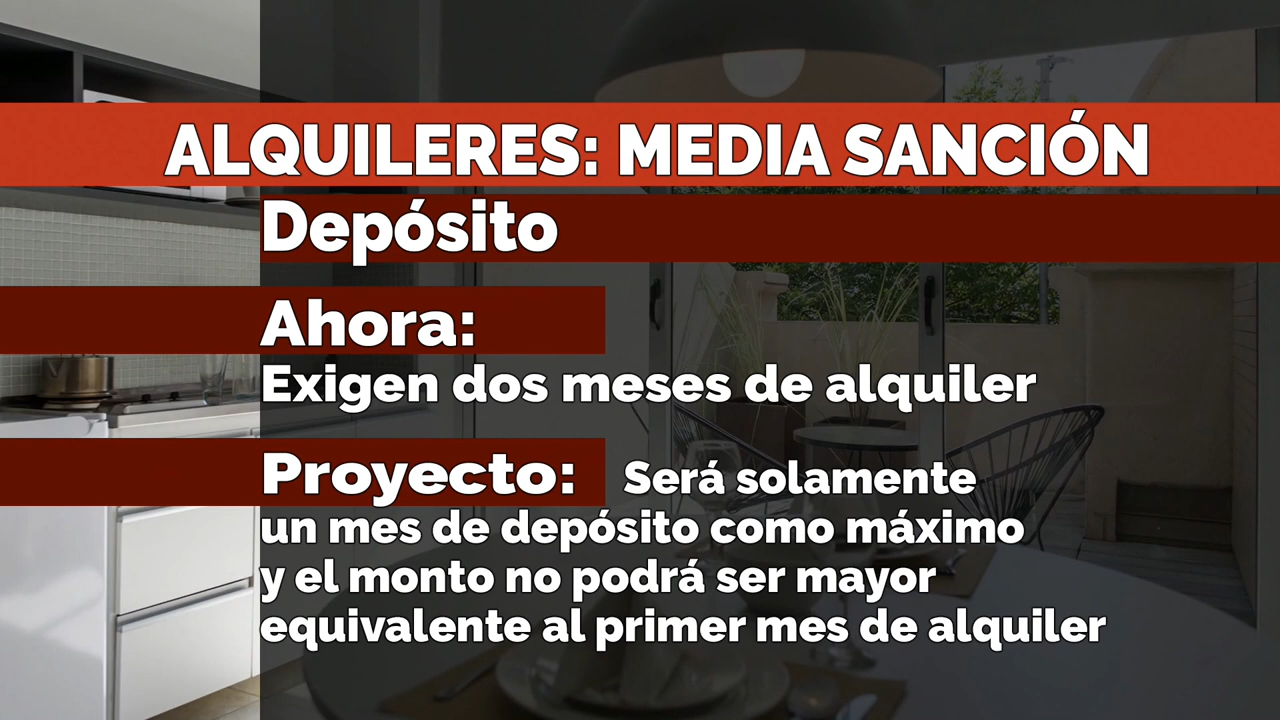 ALQUILERES: MEDIA SANCIÓN
Depósito
Ahora:
Exigen dos meses de alquiler
Proyecto: Será solamente
un mes de depósito como máximo
y el monto no podrá ser mayor
equivalente al primer mes de alquiler